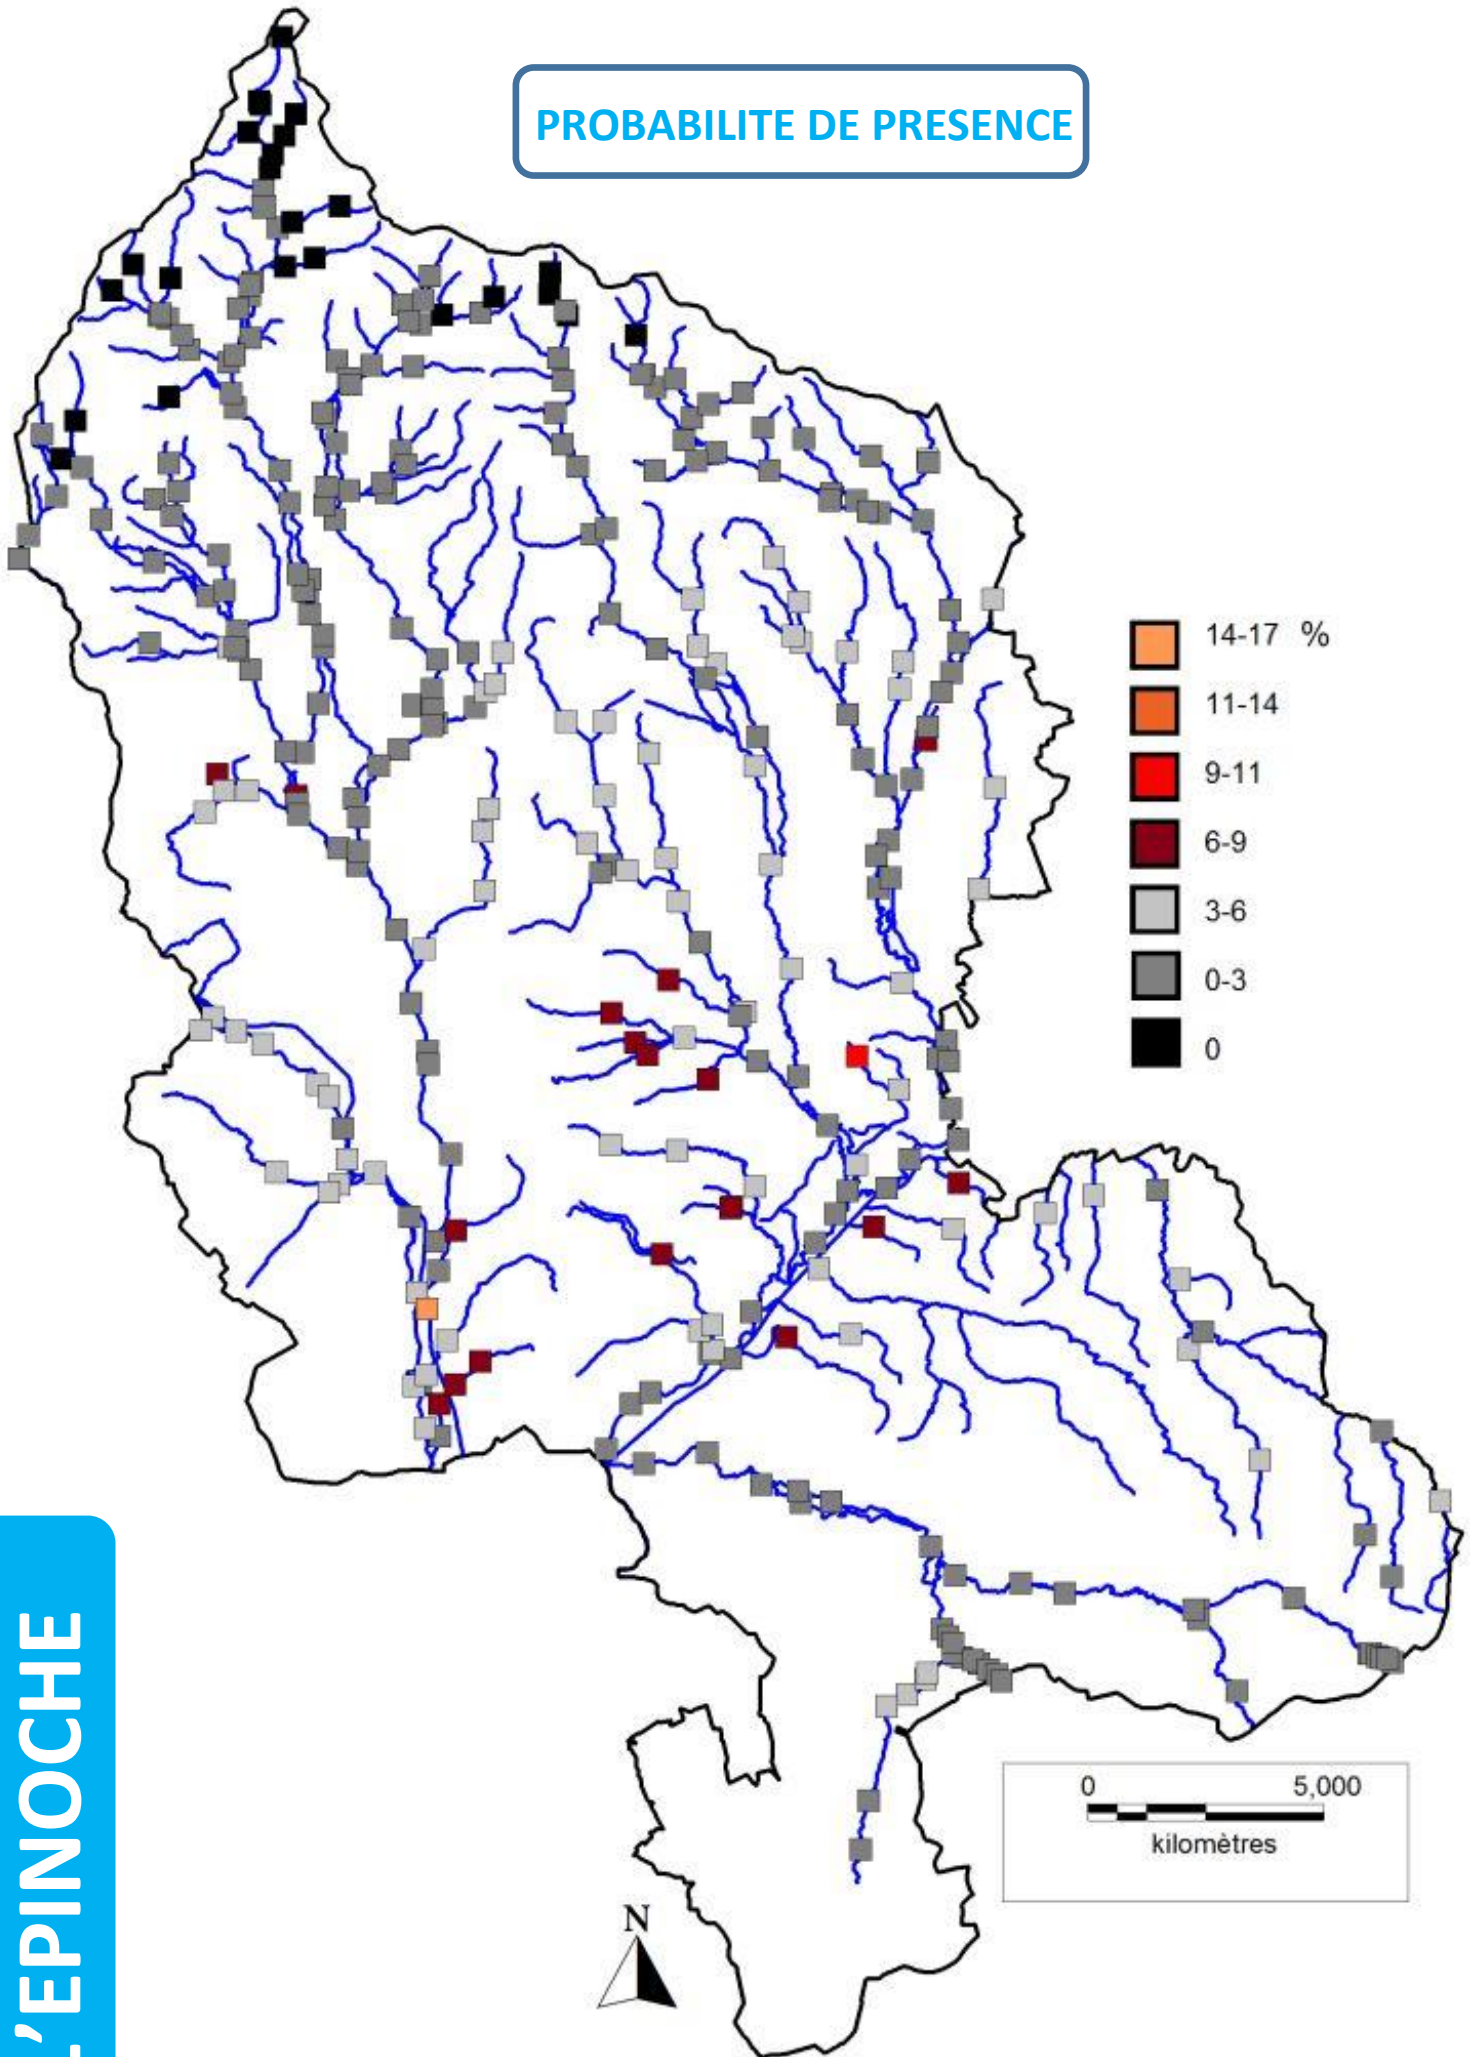 PROBABILITE DE PRESENCE
14-17 %
11-14
9-11
6-9
3-6
0-3
0
0 5,000
kilomètres
N
L'EPINOCHE